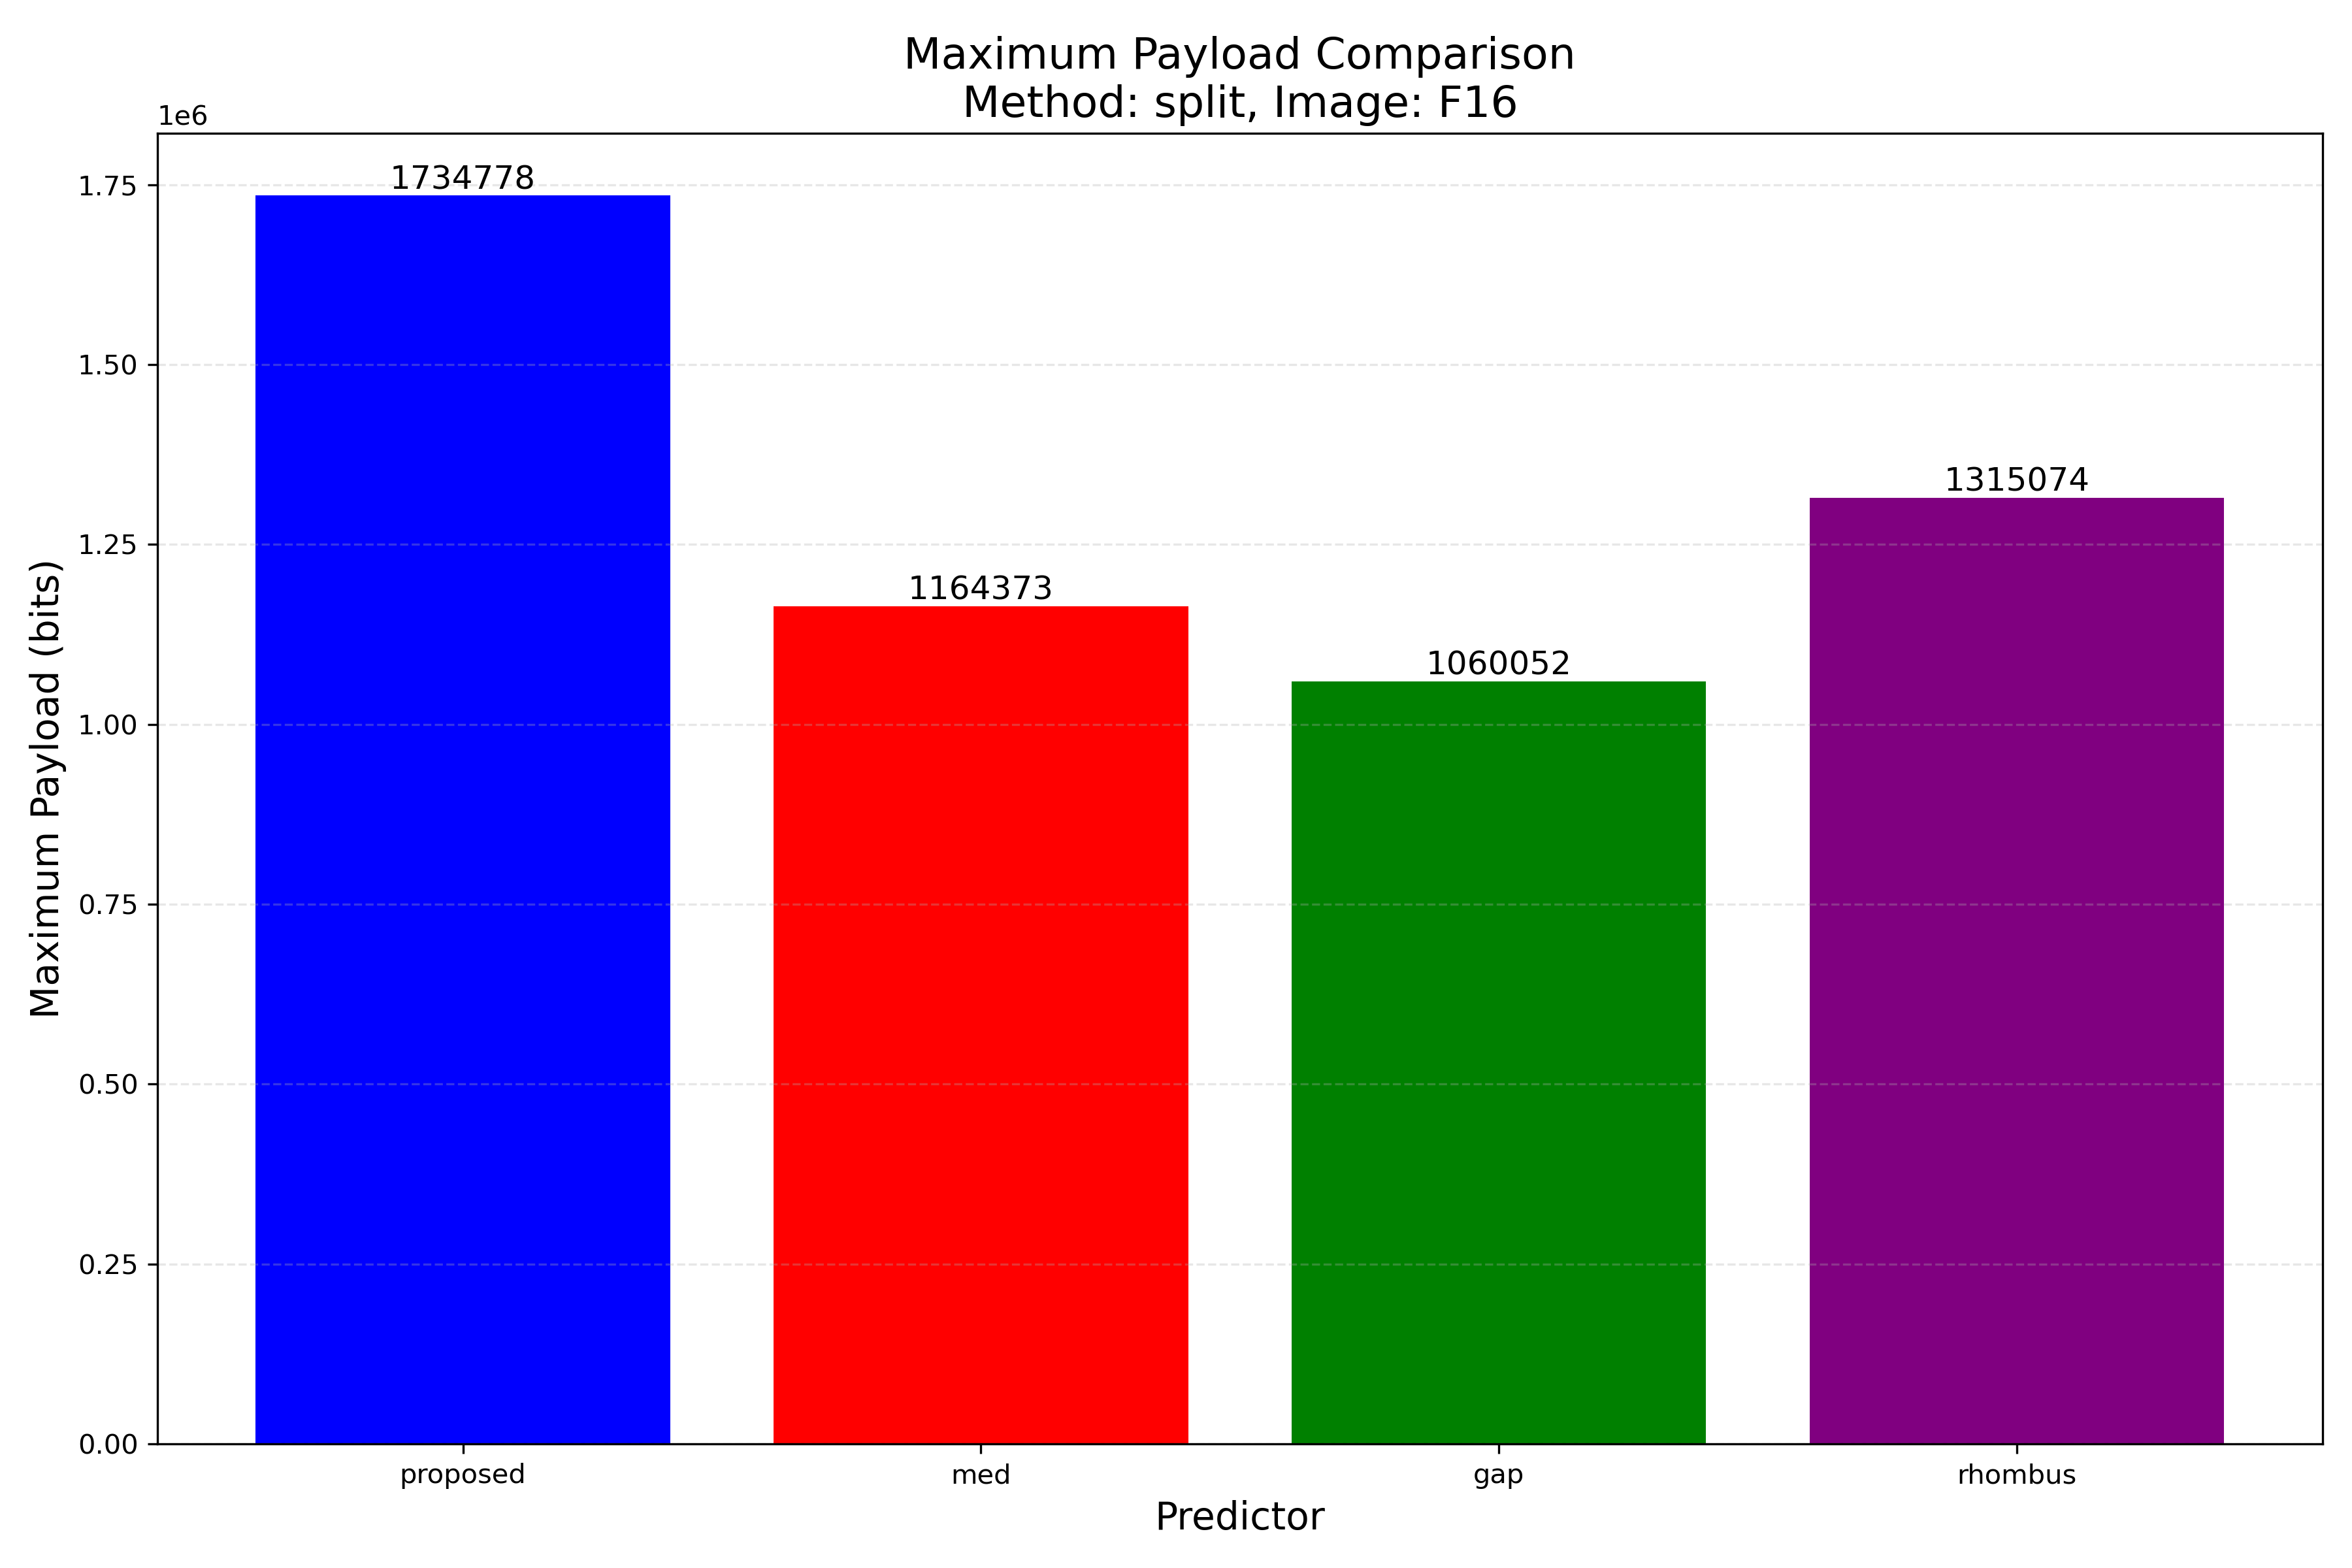 Maximum Payload Comparison
Method: split, Image: F16
1e6
1.75
1.50
1.25
1.00
0.75
0.50
0.25
0.00
Maximum Payload (bits)
1734778
1164373
1060052
1315074
proposed
med
gap
rhombus
Predictor